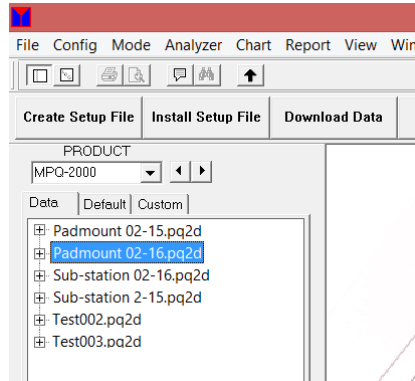 File Config Mode Analyzer Chart Report View Win
Create Setup File Install Setup File Download Data
PRODUCT
MPQ-2000
Data Default Custom
Padmount 02-15.pq2d
Padmount 02-16.pq2d
Sub-station 02-16.pq2d
Sub-station 2-15.pq2d
Test002.pq2d
Test003.pq2d